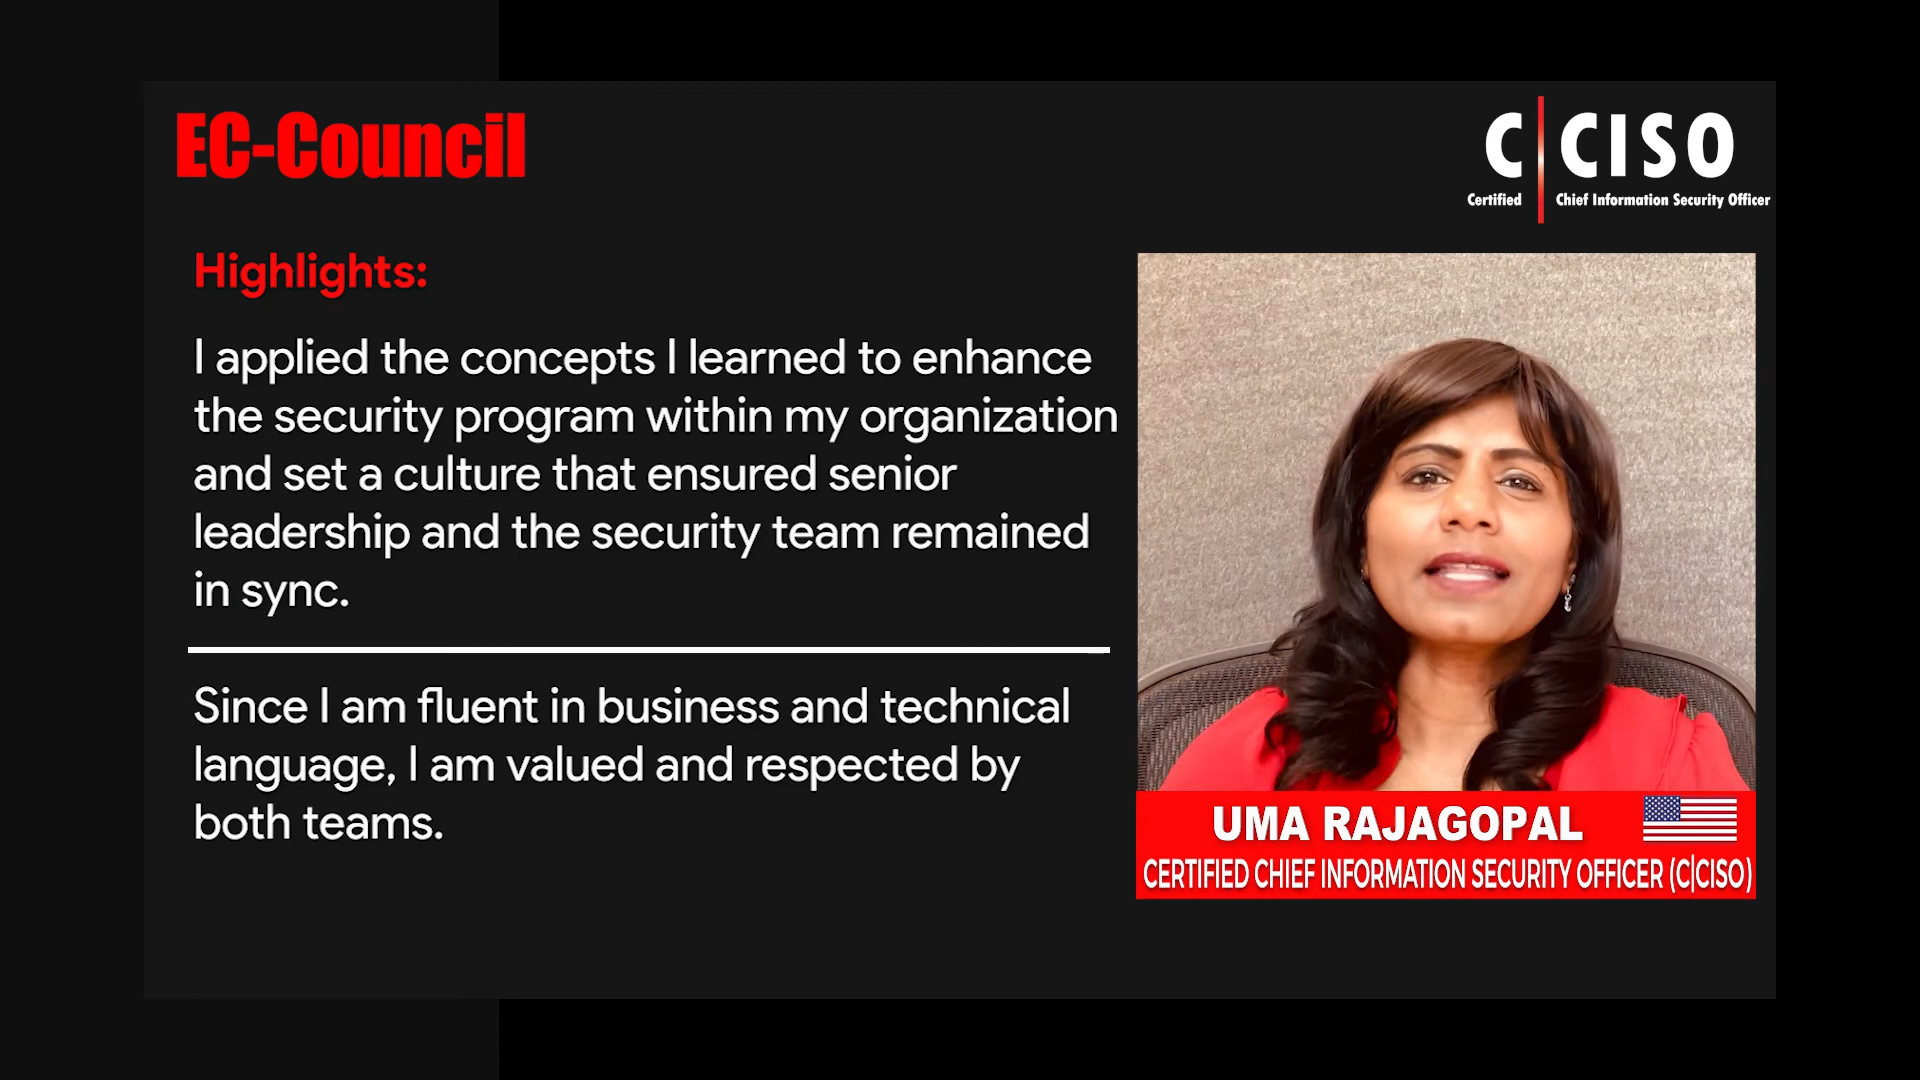 EC-Council
C|CISO
Certified Chief Information Security Officer
Highlights:
I applied the concepts I learned to enhance
the security program within my organization
and set a culture that ensured senior
leadership and the security team remained
in sync.
Since I am fluent in business and technical
language, I am valued and respected by
both teams.
UMA RAJAGOPAL
CERTIFIED CHIEF INFORMATION SECURITY OFFICER (C|CISO)